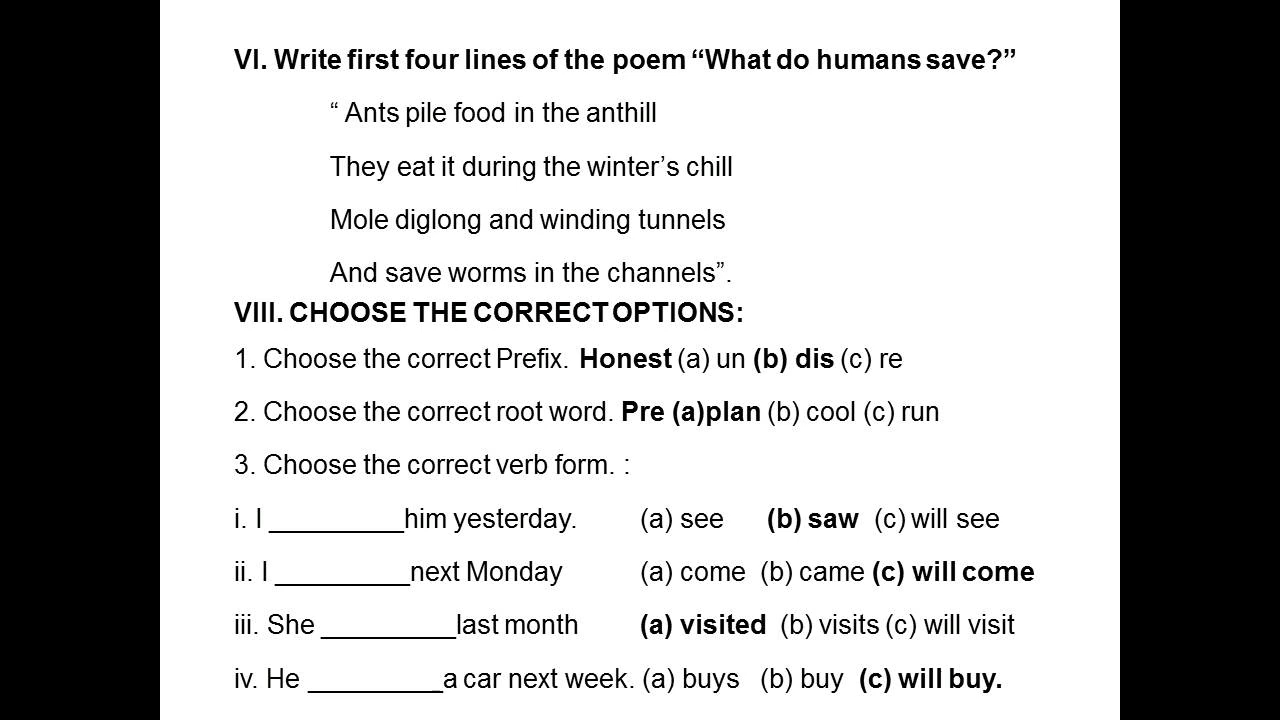 VI. Write first four lines of the poem “What do humans save?”
“ Ants pile food in the anthill
They eat it during the winter’s chill
Mole diglong and winding tunnels
And save worms in the channels”.
VIII. CHOOSE THE CORRECT OPTIONS:
1. Choose the correct Prefix. Honest (a) un (b) dis (c) re
2. Choose the correct root word. Pre (a)plan (b) cool (c) run
3. Choose the correct verb form. :
i. I _________him yesterday. (a) see (b) saw (c) will see
ii. I _________next Monday (a) come (b) came (c) will come
iii. She _________last month (a) visited (b) visits (c) will visit
iv. He _________a car next week. (a) buys (b) buy (c) will buy.